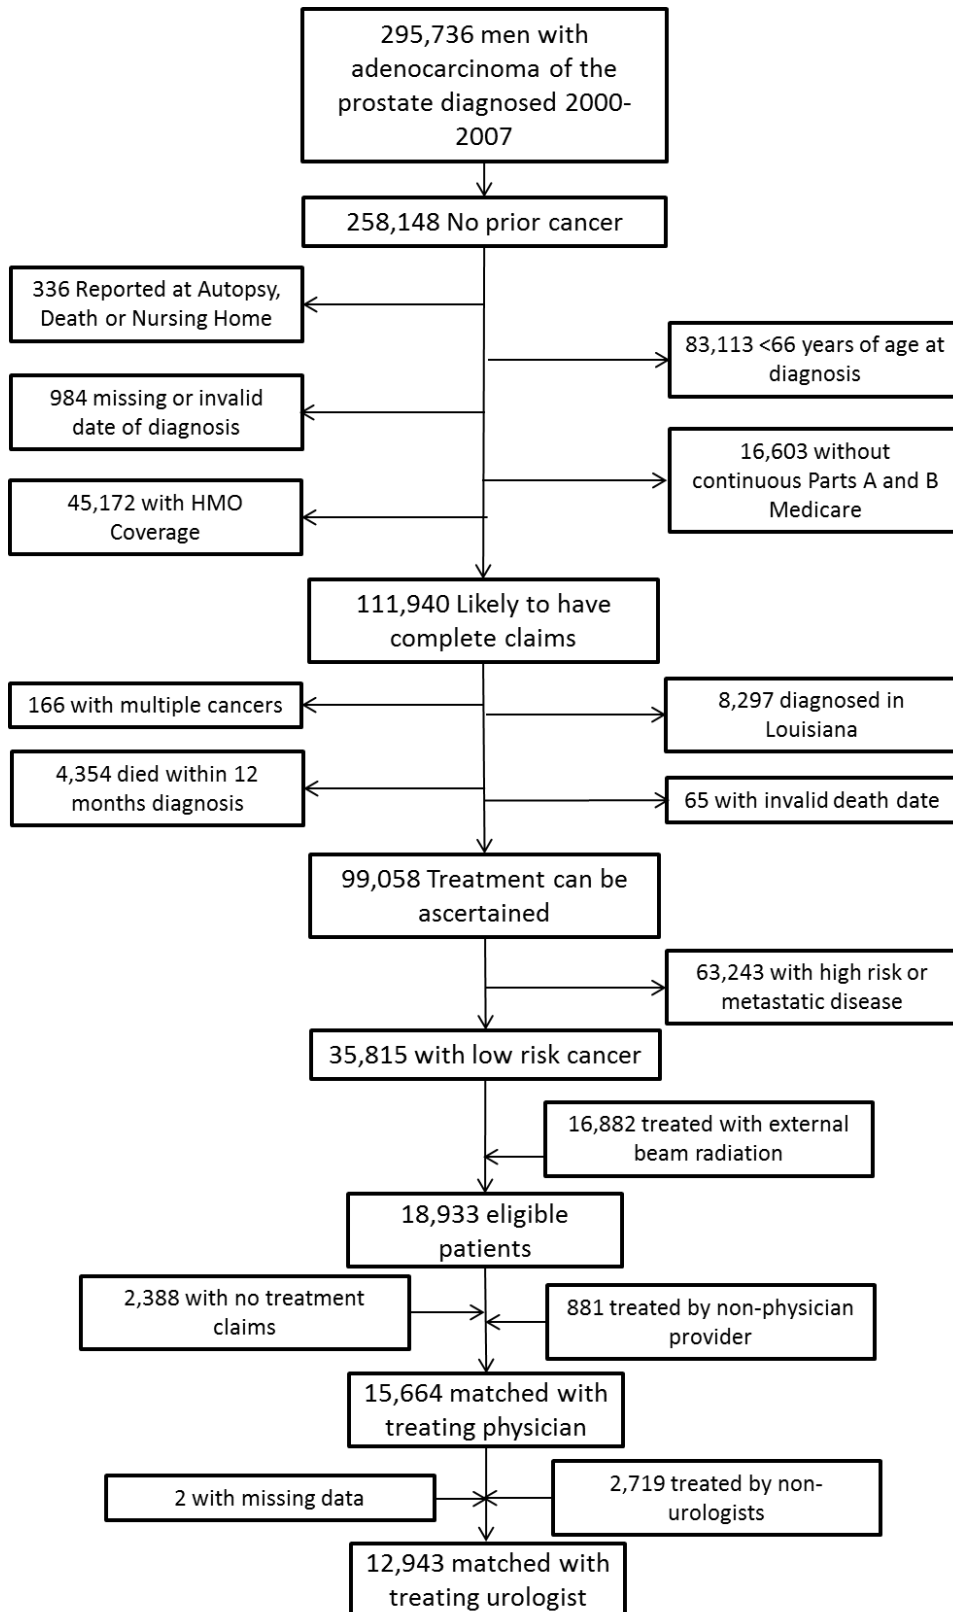 295,736 men with
adenocarcinoma of the
prostate diagnosed 2000-
2007
258,148 No prior cancer
336 Reported at Autopsy,
Death or Nursing Home
83,113 <66 years of age at
diagnosis
984 missing or invalid
date of diagnosis
16,603 without
continuous Parts A and B
Medicare
45,172 with HMO
Coverage
111,940 Likely to have
complete claims
166 with multiple cancers
8,297 diagnosed in
Louisiana
4,354 died within 12
months diagnosis
65 with invalid death date
99,058 Treatment can be
ascertained
63,243 with high risk or
metastatic disease
35,815 with low risk cancer
16,882 treated with external
beam radiation
18,933 eligible
patients
2,388 with no treatment
claims
881 treated by non-physician
provider
15,664 matched with
treating physician
2 with missing data
2,719 treated by non-
urologists
12,943 matched with
treating urologist